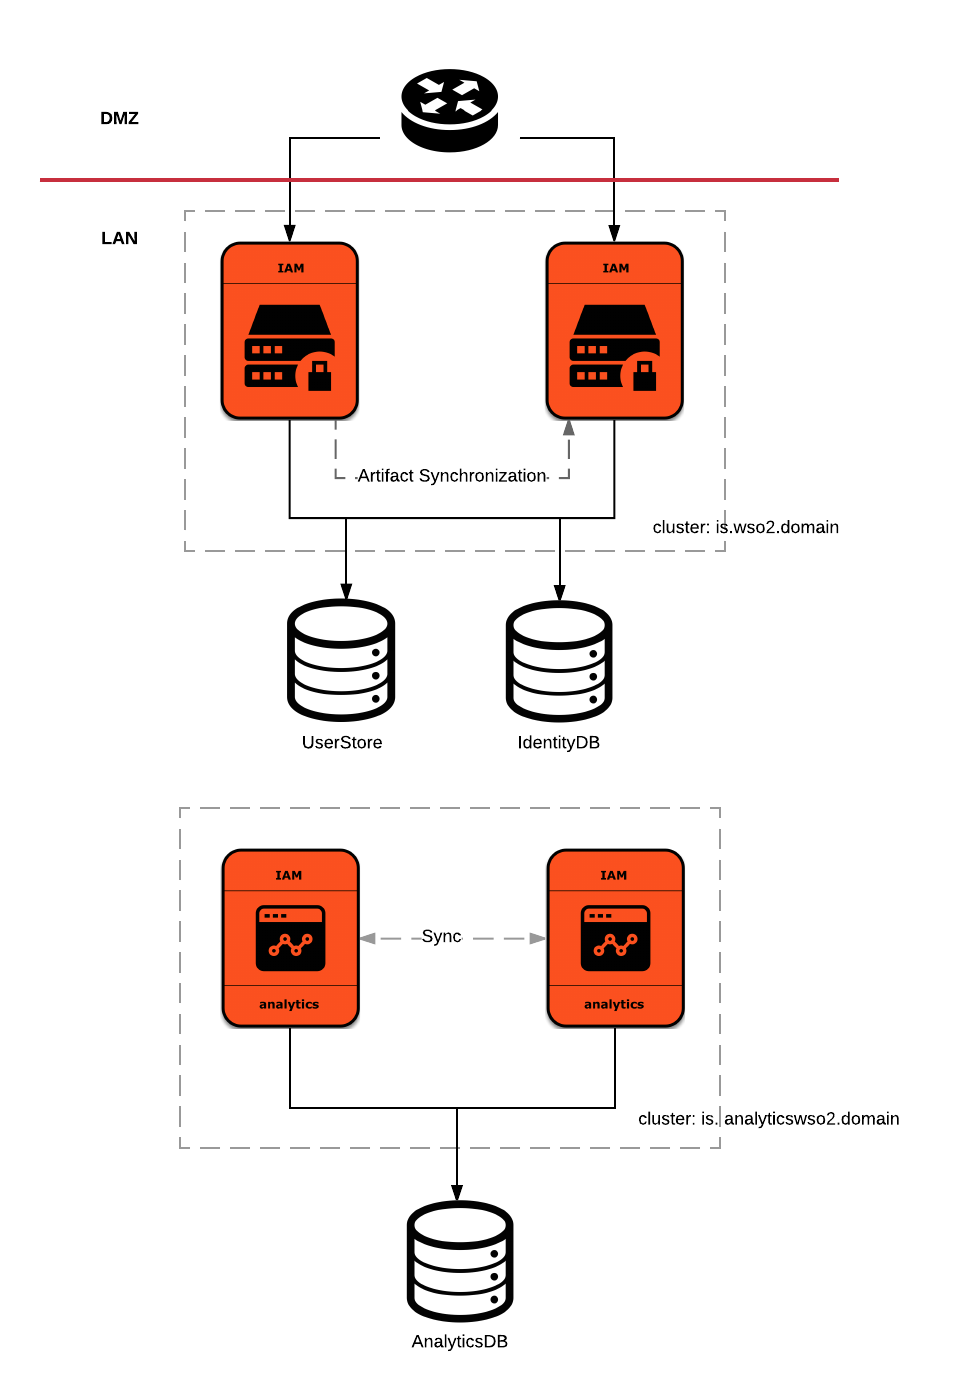 DMZ
LAN
IAM
IAM
Artifact Synchronization
cluster: is.wso2.domain
UserStore
IdentityDB
IAM
IAM
Sync
analytics
analytics
cluster: is. analyticswso2.domain
AnalyticsDB